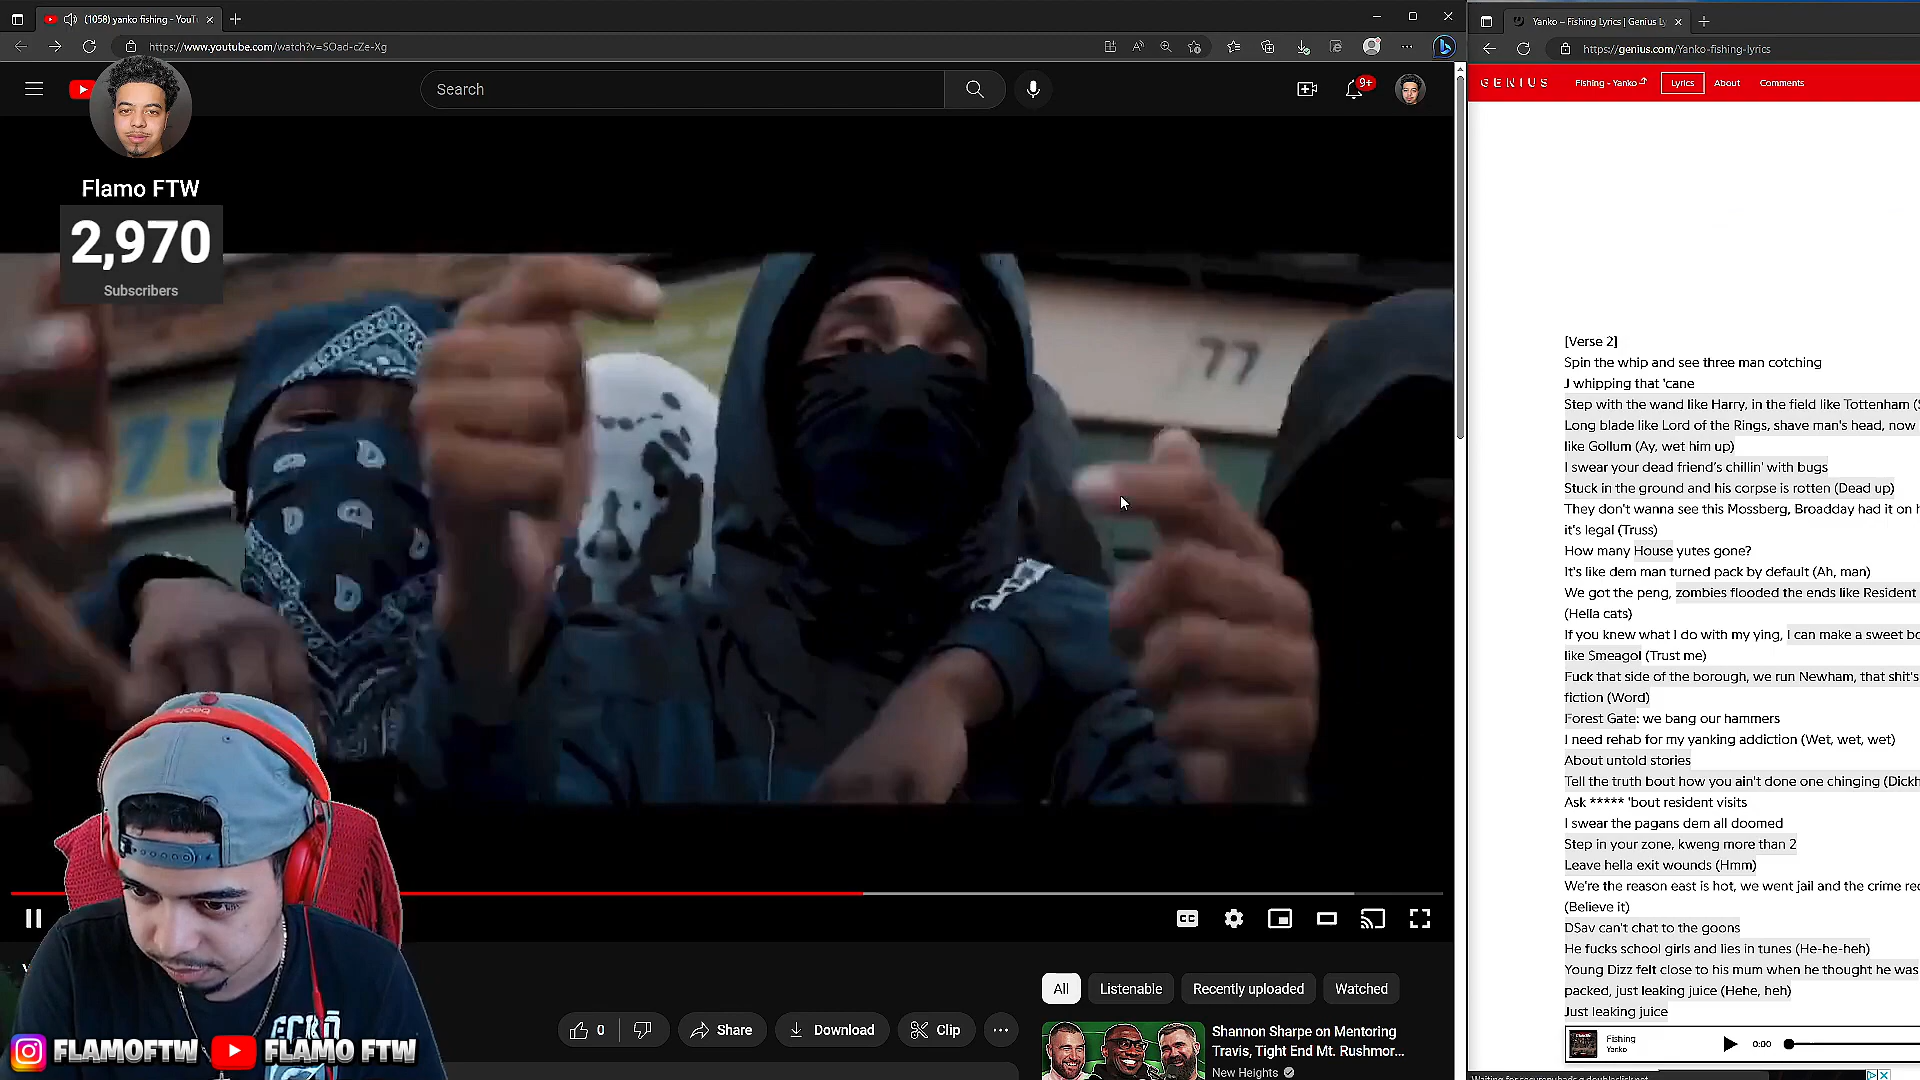 (1058) yanko fishing - YouT
https://www.youtube.com/watch?v=SOad-cZe-Xg
Search
9+
Flamo FTW
2,970
Subscribers
77
0
Share
Download
Clip
All
Listenable
Recently uploaded
Watched
Shannon Sharpe on Mentoring
Travis, Tight End Mt. Rushmor...
New Heights
beats
ECKO
FLAMOFTW
FLAMO FTW
Yanko – Fishing Lyrics | Genius Ly
https://genius.com/Yanko-fishing-lyrics
GENIUS
Fishing - Yanko
Lyrics
About
Comments
[Verse 2]
Spin the whip and see three man cotching
J whipping that 'cane
Step with the wand like Harry, in the field like Tottenham (S
Long blade like Lord of the Rings, shave man's head, now
like Gollum (Ay, wet him up)
I swear your dead friend's chillin' with bugs
Stuck in the ground and his corpse is rotten (Dead up)
They don't wanna see this Mossberg, Broadday had it on h
it's legal (Truss)
How many House yutes gone?
It's like dem man turned pack by default (Ah, man)
We got the peng, zombies flooded the ends like Resident
(Hella cats)
If you knew what I do with my ying, I can make a sweet bo
like Smeagol (Trust me)
Fuck that side of the borough, we run Newham, that shit's
fiction (Word)
Forest Gate: we bang our hammers
I need rehab for my yanking addiction (Wet, wet, wet)
About untold stories
Tell the truth bout how you ain't done one chinging (Dickh
Ask ***** 'bout resident visits
I swear the pagans dem all doomed
Step in your zone, kweng more than 2
Leave hella exit wounds (Hmm)
We're the reason east is hot, we went jail and the crime re
(Believe it)
DSav can't chat to the goons
He fucks school girls and lies in tunes (He-he-heh)
Young Dizz felt close to his mum when he thought he was
packed, just leaking juice (Hehe, heh)
Just leaking juice
Fishing
Yanko
0:00